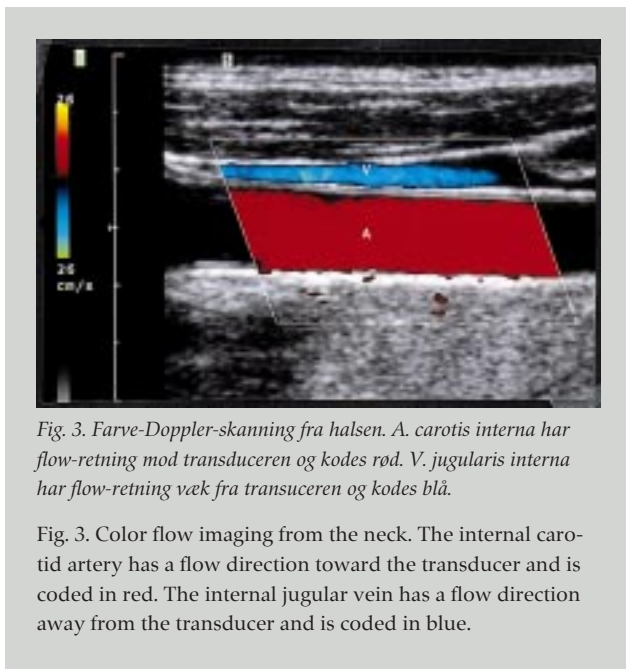 26
26
cm/s
V
A
Fig. 3. Farve-Doppler-skanning fra halsen. A. carotis interna har
flow-retning mod transduceren og kodes rød. V. jugularis interna
har flow-retning væk fra transuceren og kodes blå.
Fig. 3. Color flow imaging from the neck. The internal caro-
tid artery has a flow direction toward the transducer and is
coded in red. The internal jugular vein has a flow direction
away from the transducer and is coded in blue.